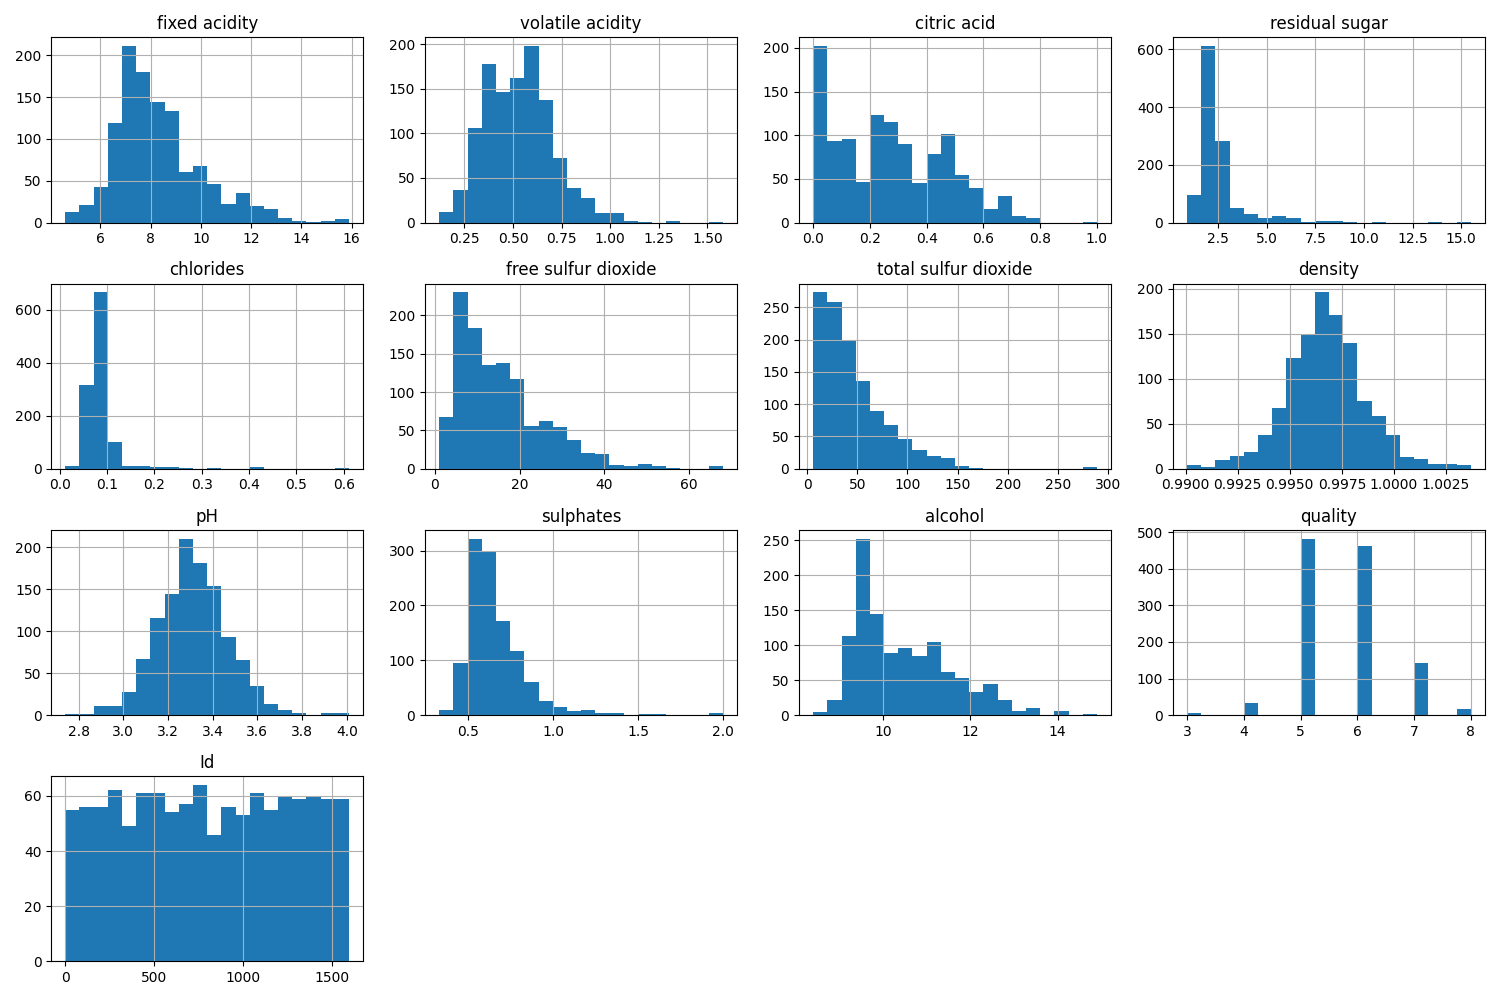 fixed acidity
200
150
100
50
0
6 8 10 12 14 16
volatile acidity
200
150
100
50
0
0.25 0.50 0.75 1.00 1.25 1.50
citric acid
200
150
100
50
0
0.0 0.2 0.4 0.6 0.8 1.0
residual sugar
600
400
200
0
2.5 5.0 7.5 10.0 12.5 15.0
chlorides
600
400
200
0
0.0 0.1 0.2 0.3 0.4 0.5 0.6
free sulfur dioxide
200
150
100
50
0
0 20 40 60
total sulfur dioxide
250
200
150
100
50
0
0 50 100 150 200 250 300
density
200
150
100
50
0
0.9900 0.9925 0.9950 0.9975 1.0000 1.0025
pH
200
150
100
50
0
2.8 3.0 3.2 3.4 3.6 3.8 4.0
sulphates
300
200
100
0
0.5 1.0 1.5 2.0
alcohol
250
200
150
100
50
0
10 12 14
quality
500
400
300
200
100
0
3 4 5 6 7 8
Id
60
40
20
0
0 500 1000 1500